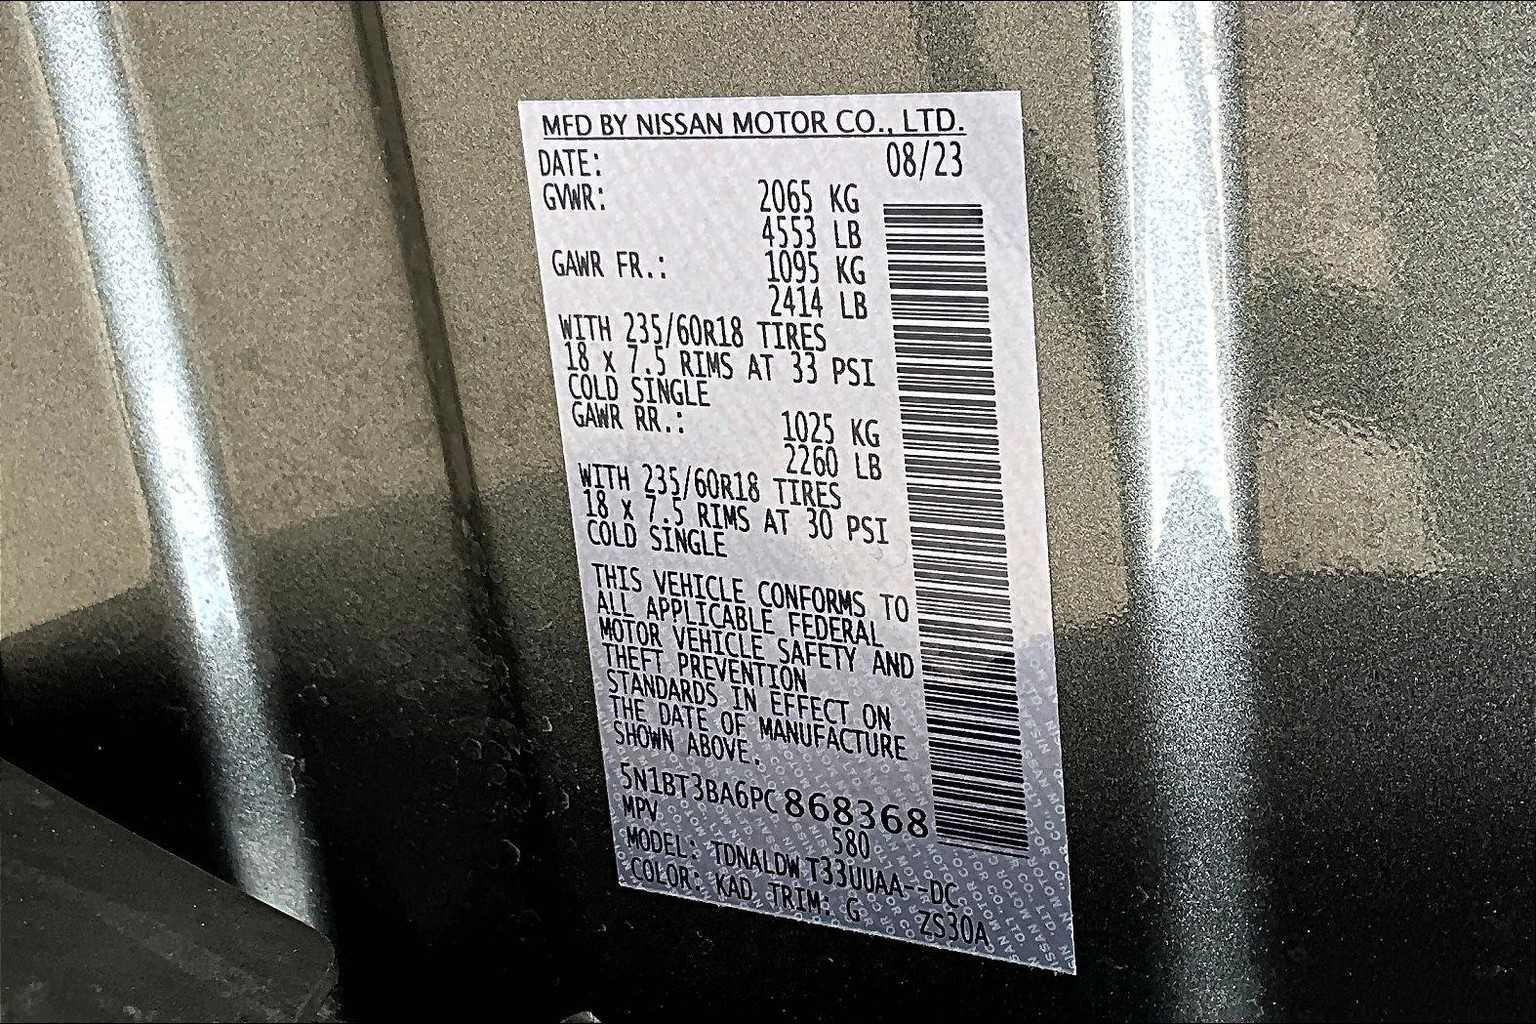 MFD BY NISSAN MOTOR CO., LTD.
DATE: 08/23
GVWR: 2065 KG
4553 LB
GAWR FR.: 1095 KG
2414 LB
WITH 235/60R18 TIRES
18 x 7.5 RIMS AT 33 PSI
COLD SINGLE
GAWR RR.: 1025 KG
2260 LB
WITH 235/60R18 TIRES
18 x 7.5 RIMS AT 30 PSI
COLD SINGLE
THIS VEHICLE CONFORMS TO
ALL APPLICABLE FEDERAL
MOTOR VEHICLE SAFETY AND
THEFT PREVENTION
STANDARDS IN EFFECT ON
THE DATE OF MANUFACTURE
SHOWN ABOVE.
5N1BT3BA6PC868368
MPV 580
MODEL: TDNALDW T33UUAA--DC
COLOR: KAD TRIM: G ZS30A